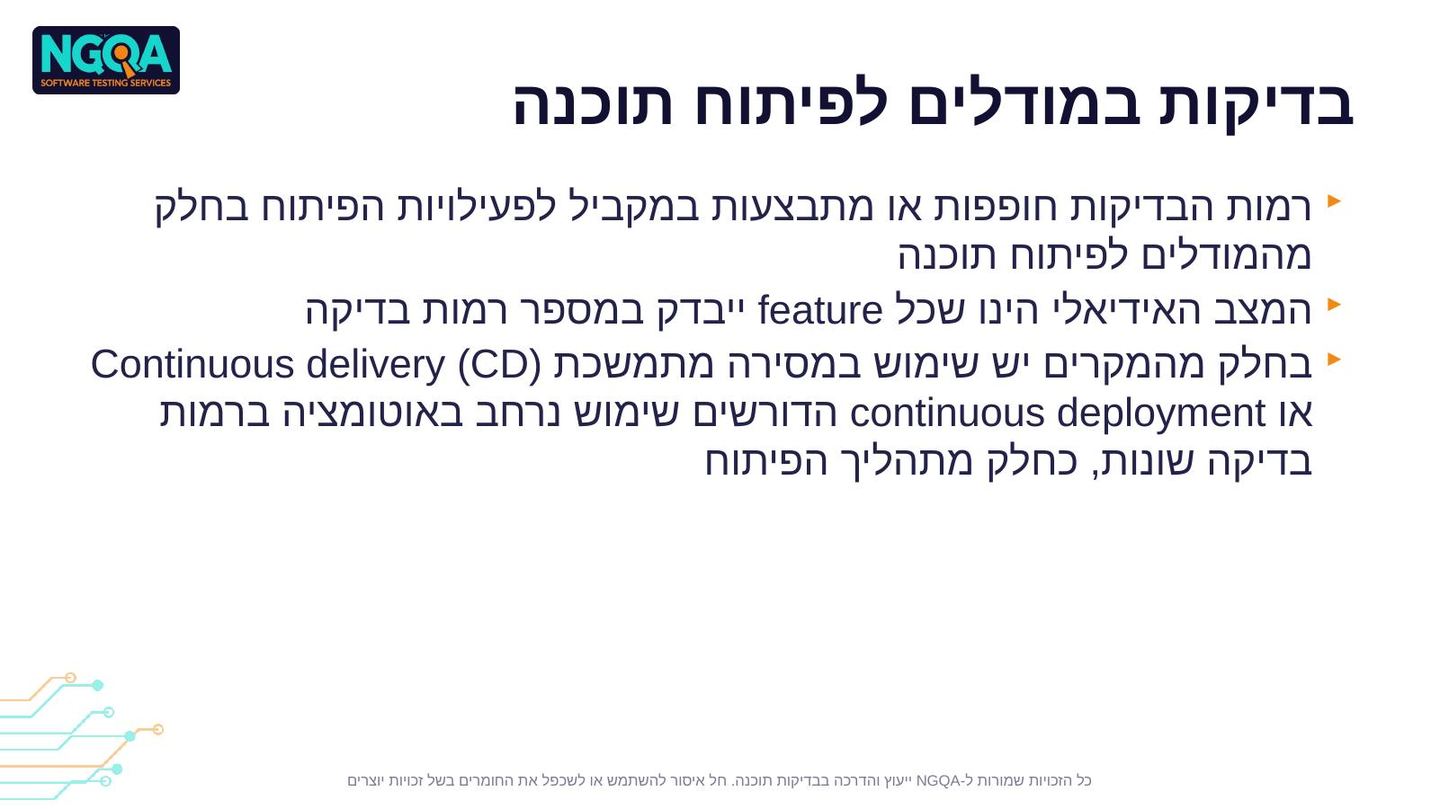 NGQA
SOFTWARE TESTING SERVICES
בדיקות במודלים לפיתוח תוכנה
רמות הבדיקות חופפות או מתבצעות במקביל לפעילויות הפיתוח בחלק
מהמודלים לפיתוח תוכנה
המצב האידיאלי הינו שכל feature ייבדק במספר רמות בדיקה
בחלק מהמקרים יש שימוש במסירה מתמשכת Continuous delivery (CD)
או continuous deployment הדורשים שימוש נרחב באוטומציה ברמות
בדיקה שונות, כחלק מתהליך הפיתוח
כל הזכויות שמורות ל-NGQA ייעוץ והדרכה בבדיקות תוכנה. חל איסור להשתמש או לשכפל את החומרים בשל זכויות יוצרים